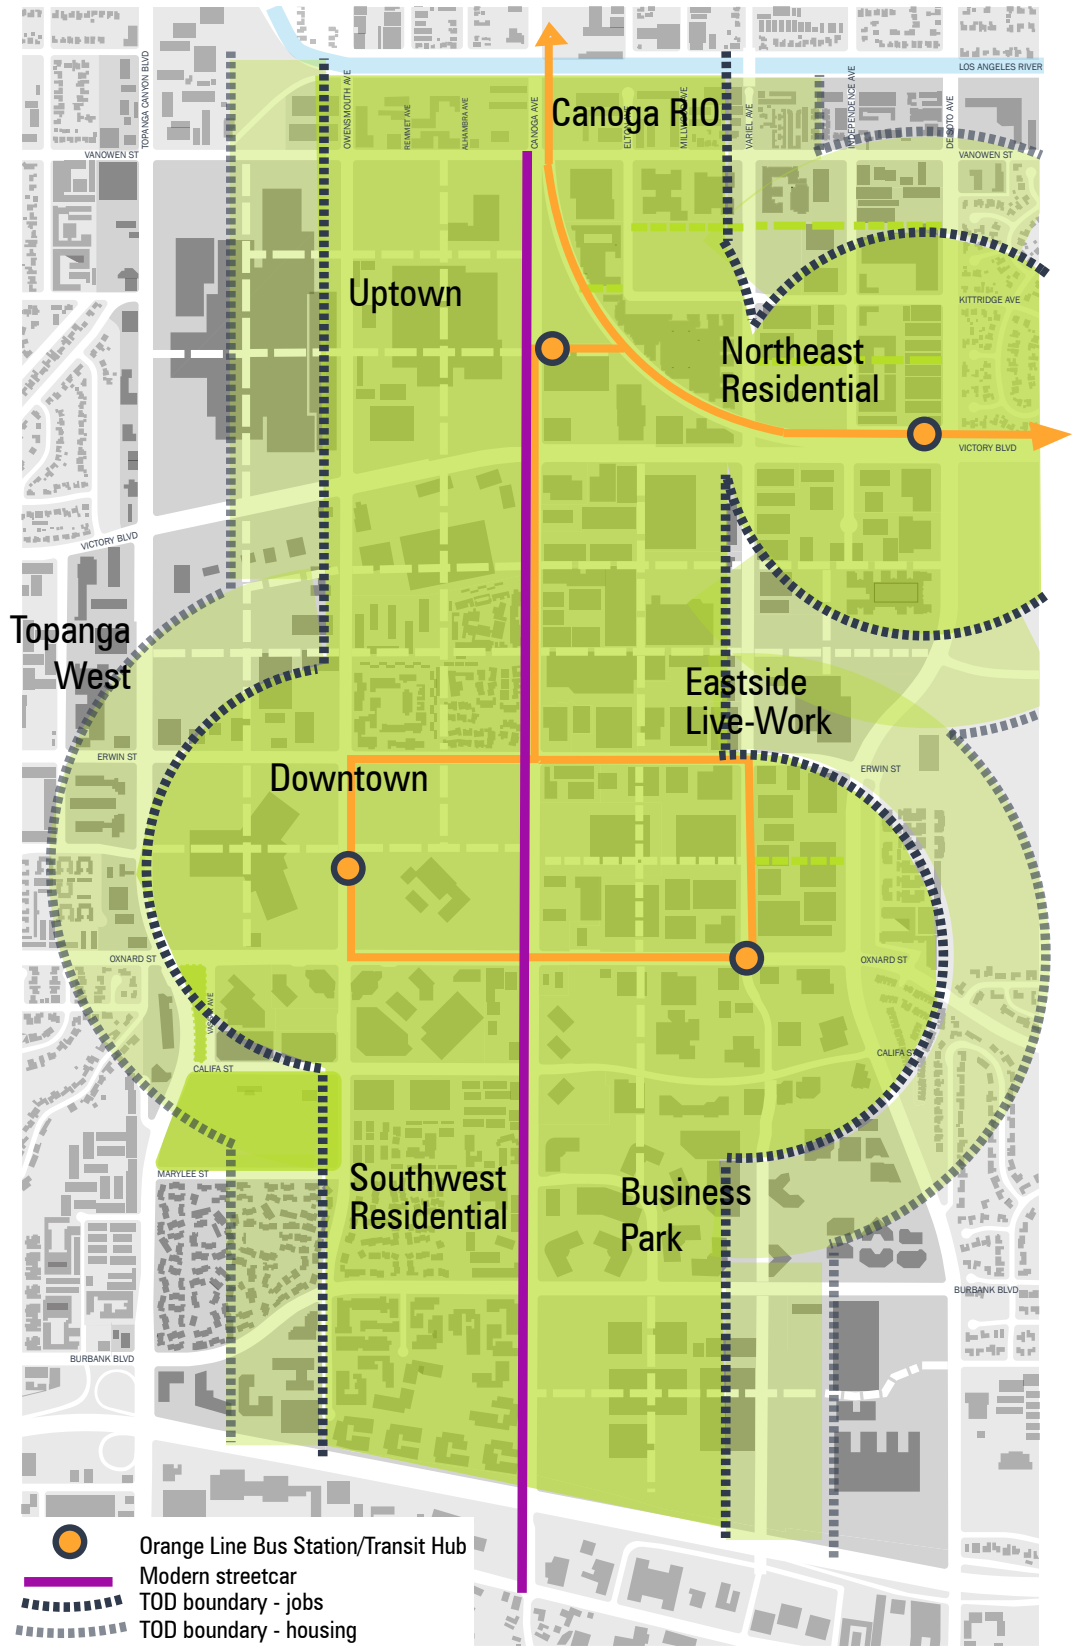 LOS ANGELES RIVER
TOPANGA CANYON BLVD
OWENSMOUTH AVE
REMMET AVE
ALHAMBRA AVE
CANOGA AVE
Canoga RIO
ELTON AVE
VARIEL AVE
INDEPENDENCE AVE
DE SOTO AVE
VANOWEN ST
VANOWEN ST
Uptown
KITTRIDGE AVE
Northeast
Residential
VICTORY BLVD
VICTORY BLVD
Topanga
West
Eastside
Live-Work
ERWIN ST
ERWIN ST
Downtown
OXNARD ST
OXNARD ST
CALIFA ST
CALIFA ST
MARYLEE ST
Southwest
Residential
Business
Park
BURBANK BLVD
BURBANK BLVD
Orange Line Bus Station/Transit Hub
Modern streetcar
TOD boundary - jobs
TOD boundary - housing